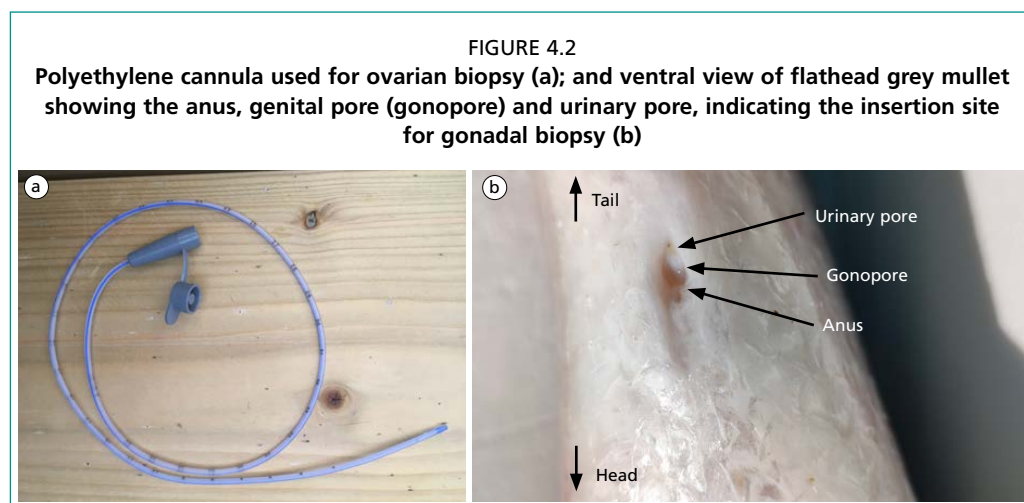 FIGURE 4.2
Polyethylene cannula used for ovarian biopsy (a); and ventral view of flathead grey mullet
showing the anus, genital pore (gonopore) and urinary pore, indicating the insertion site
for gonadal biopsy (b)
a
b
Tail
Urinary pore
Gonopore
Anus
Head